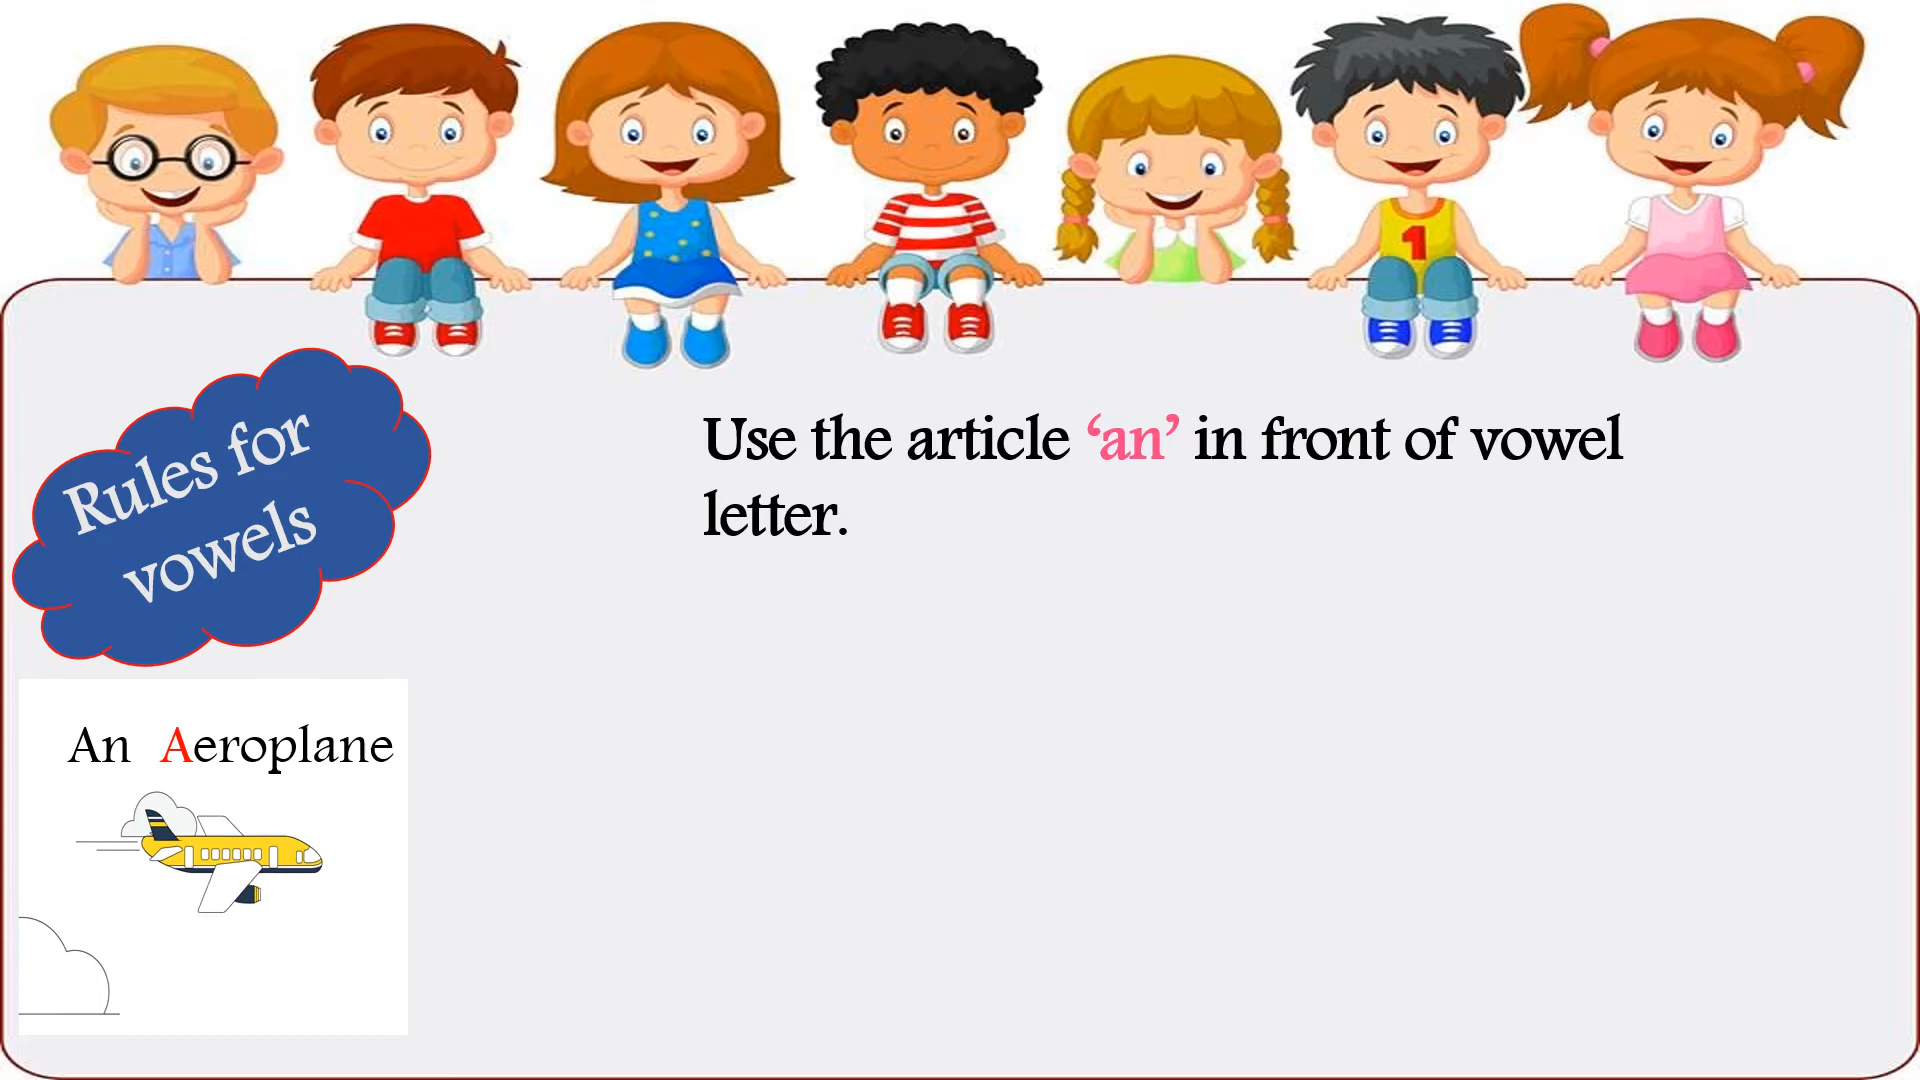 1
Rules for
vowels
Use the article ‘an’ in front of vowel
letter.
An Aeroplane